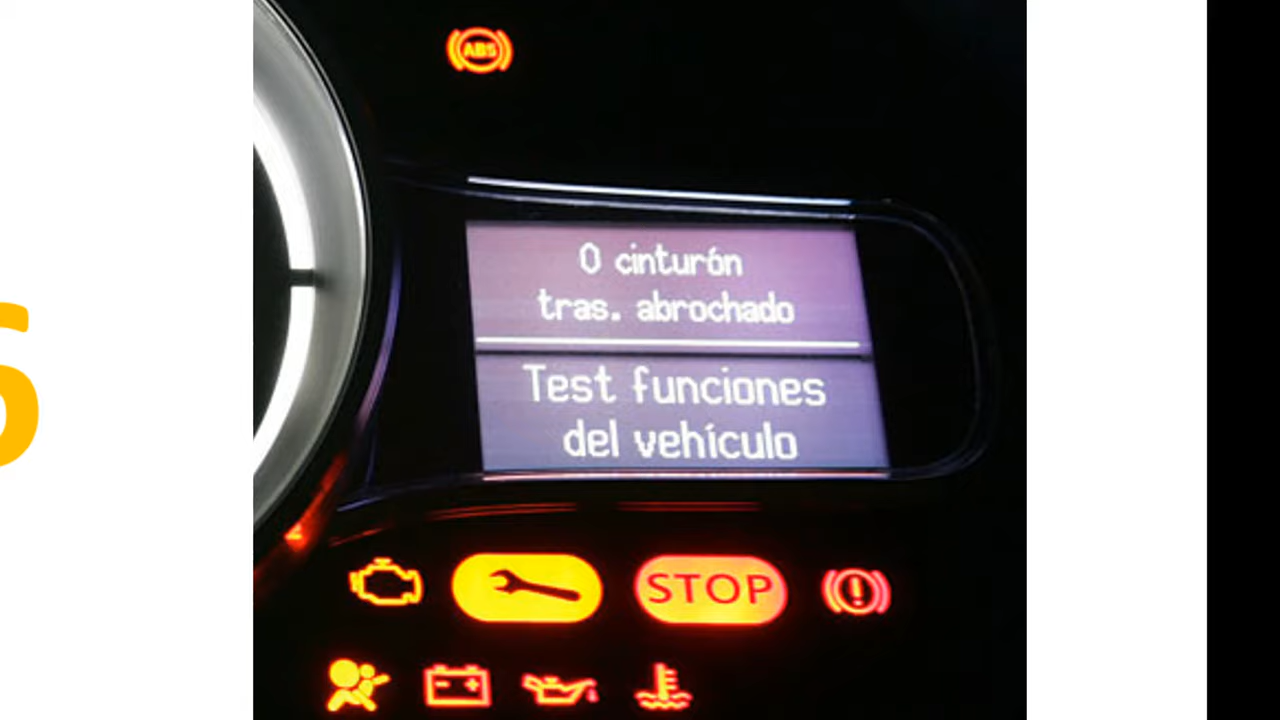 ABS
0 cinturón
tras. abrochado
Test funciones
del vehículo
STOP